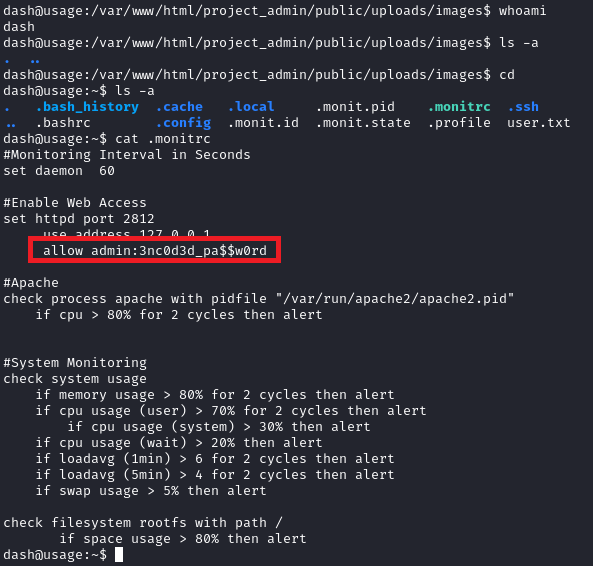 dash@usage:/var/www/html/project_admin/public/uploads/images$ whoami
dash
dash@usage:/var/www/html/project_admin/public/uploads/images$ ls -a
.  ..
dash@usage:/var/www/html/project_admin/public/uploads/images$ cd
dash@usage:~$ ls -a
.   .bash_history  .cache   .local     .monit.pid    .monitrc  .ssh
..  .bashrc        .config  .monit.id  .monit.state  .profile  user.txt
dash@usage:~$ cat .monitrc
#Monitoring Interval in Seconds
set daemon  60

#Enable Web Access
set httpd port 2812
     use address 127.0.0.1
     allow admin:3nc0d3d_pa$$w0rd

#Apache
check process apache with pidfile "/var/run/apache2/apache2.pid"
    if cpu > 80% for 2 cycles then alert


#System Monitoring
check system usage
    if memory usage > 80% for 2 cycles then alert
    if cpu usage (user) > 70% for 2 cycles then alert
        if cpu usage (system) > 30% then alert
    if cpu usage (wait) > 20% then alert
    if loadavg (1min) > 6 for 2 cycles then alert
    if loadavg (5min) > 4 for 2 cycles then alert
    if swap usage > 5% then alert

check filesystem rootfs with path /
       if space usage > 80% then alert
dash@usage:~$